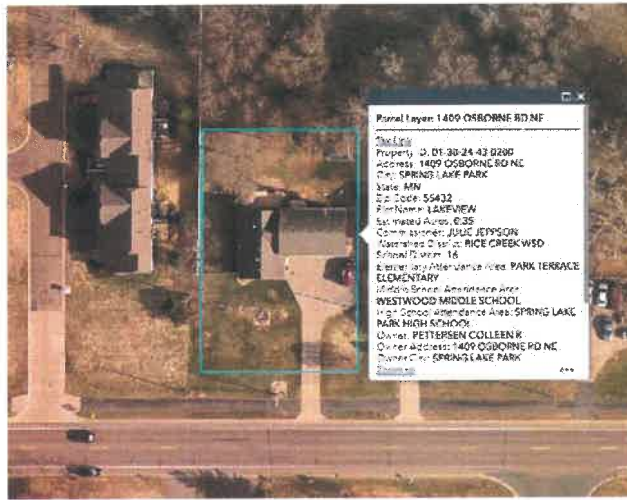 Parcel Layer: 1409 OSBORNE RD NE
Tax Link
Property ID: 01-30-24-43-0200
Address: 1409 OSBORNE RD NE
City: SPRING LAKE PARK
State: MN
Zip Code: 55432
Plat Name: LAKEVIEW
Estimated Acres: 0.35
Commissioner: JULIE JEPPSON
Watershed District: RICE CREEK WSD
School District: 16
Elementary Attendance Area: PARK TERRACE
ELEMENTARY
Middle School Attendance Area:
WESTWOOD MIDDLE SCHOOL
High School Attendance Area: SPRING LAKE
PARK HIGH SCHOOL
Owner: PETTERSEN COLLEEN R
Owner Address: 1409 OSBORNE RD NE
Owner City: SPRING LAKE PARK